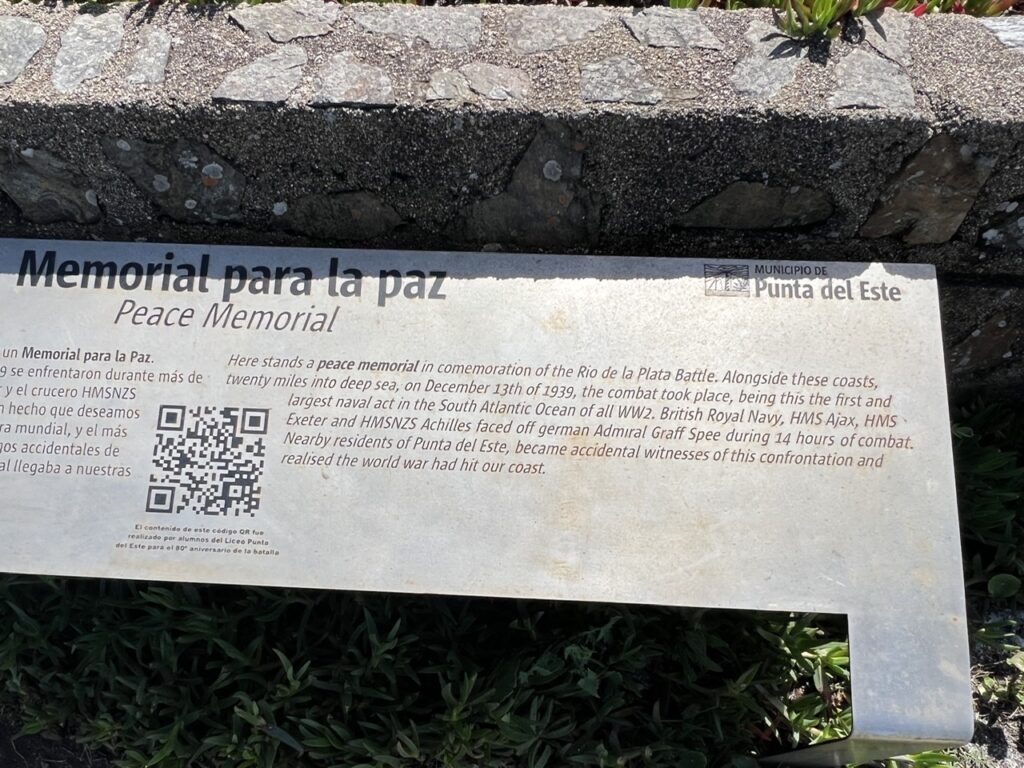 Memorial para la paz
Peace Memorial
MUNICIPIO DE
Punta del Este
un Memorial para la Paz.
9 se enfrentaron durante más de
y el crucero HMSNZS
hecho que deseamos
ra mundial, y el más
gos accidentales de
al llegaba a nuestras
El contenido de este código QR fue
realizado por alumnos del Liceo Punta
del Este para el 80º aniversario de la batalla
Here stands a peace memorial in comemoration of the Rio de la Plata Battle. Alongside these coasts,
twenty miles into deep sea, on December 13th of 1939, the combat took place, being this the first and
largest naval act in the South Atlantic Ocean of all WW2. British Royal Navy, HMS Ajax, HMS
Exeter and HMSNZS Achilles faced off german Admiral Graff Spee during 14 hours of combat.
Nearby residents of Punta del Este, became accidental witnesses of this confrontation and
realised the world war had hit our coast.